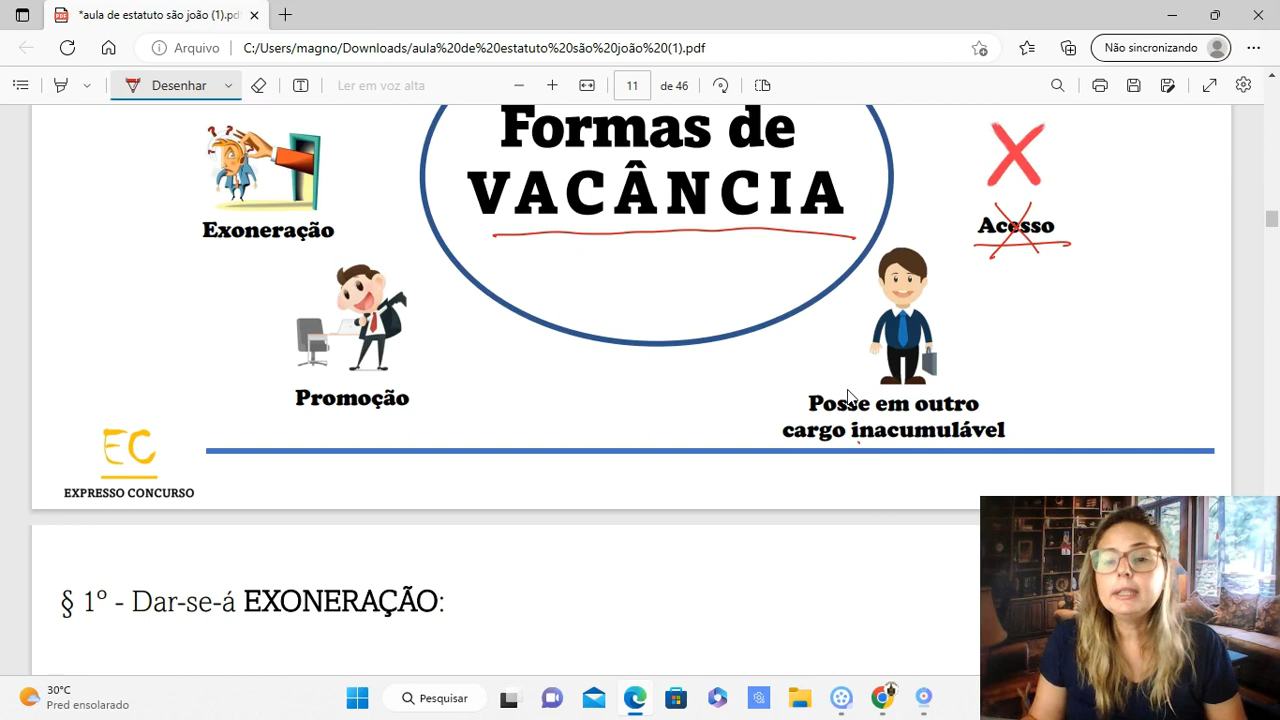 *aula de estatuto são joão (1).pdf
Arquivo
C:/Users/magno/Downloads/aula%20de%20estatuto%20são%20joão%20(1).pdf
Não sincronizando
Desenhar
Ler em voz alta
11
de 46
Formas de
VACÂNCIA
Exoneração
Acesso
Promoção
Posse em outro
cargo inacumulável
EC
EXPRESSO CONCURSO
§ 1º - Dar-se-á EXONERAÇÃO:
30°C
Pred ensolarado
Pesquisar